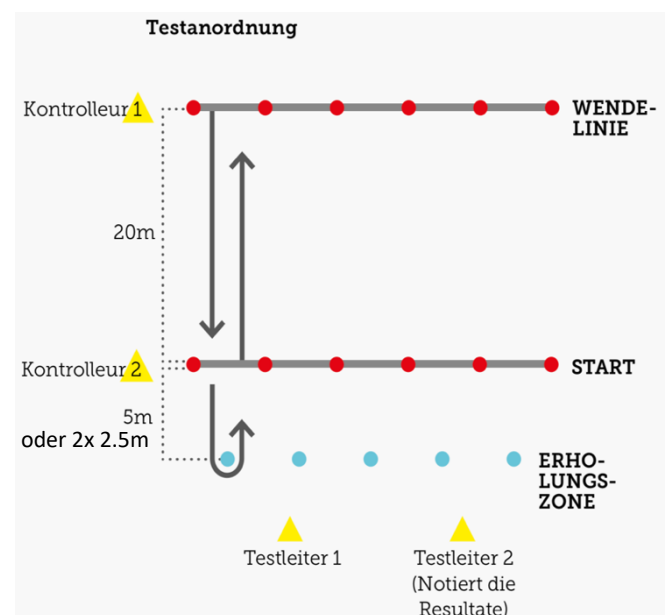 Testanordnung
Kontrolleur 1
WENDE-
LINIE
20m
Kontrolleur 2
START
5m
oder 2x 2.5m
ERHO-
LUNGS-
ZONE
Testleiter 1
Testleiter 2
(Notiert die
Resultate)